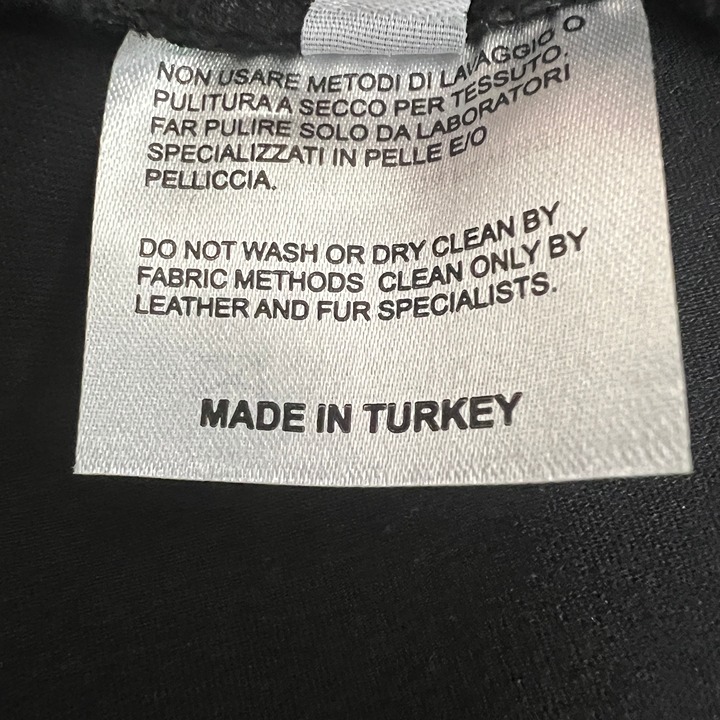 NON USARE METODI DI LAVAGGIO O
PULITURA A SECCO PER TESSUTO.
FAR PULIRE SOLO DA LABORATORI
SPECIALIZZATI IN PELLE E/O
PELLICCIA.
DO NOT WASH OR DRY CLEAN BY
FABRIC METHODS CLEAN ONLY BY
LEATHER AND FUR SPECIALISTS.
MADE IN TURKEY